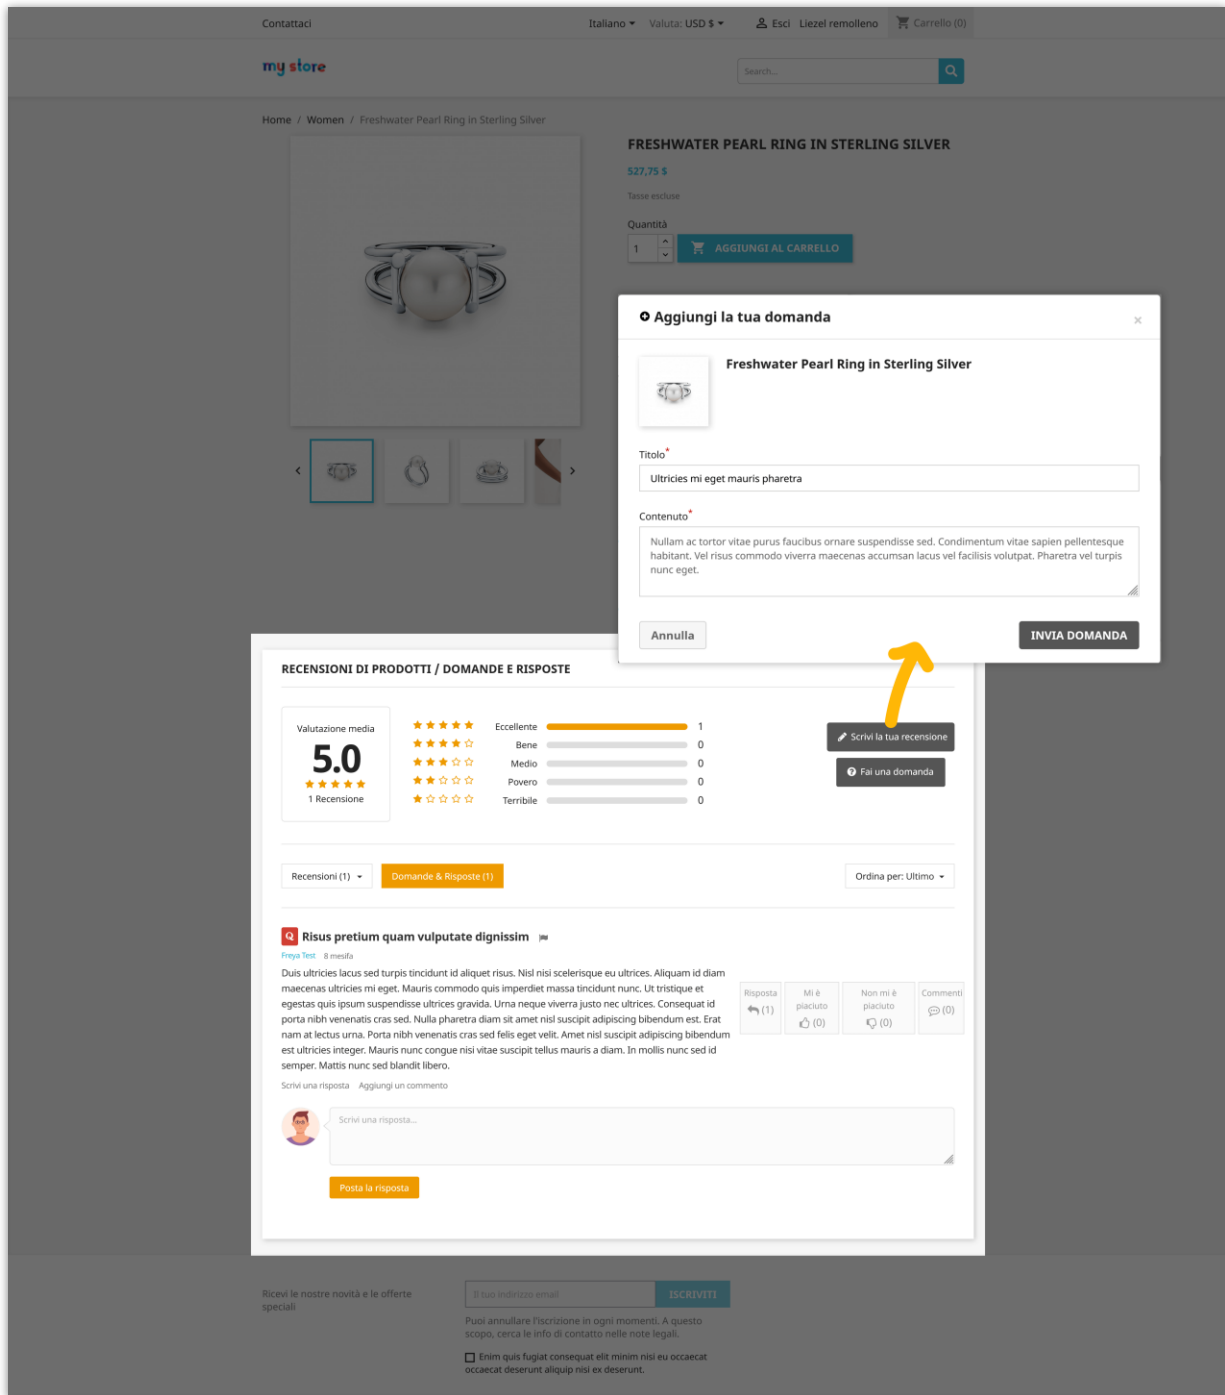 Contattaci
Italiano
Valuta: USD $
Esci
Liezel remolleno
Carrello (0)
my store
Search...
Home / Women / Freshwater Pearl Ring in Sterling Silver
FRESHWATER PEARL RING IN STERLING SILVER
527,75 $
Tasse escluse
Quantità
1
AGGIUNGI AL CARRELLO
Aggiungi la tua domanda
×
Freshwater Pearl Ring in Sterling Silver
Titolo*
Ultricies mi eget mauris pharetra
Contenuto*
Nullam ac tortor vitae purus faucibus ornare suspendisse sed. Condimentum vitae sapien pellentesque
habitant. Vel risus commodo viverra maecenas accumsan lacus vel facilisis volutpat. Pharetra vel turpis
nunc eget.
Annulla
INVIA DOMANDA
RECENSIONI DI PRODOTTI / DOMANDE E RISPOSTE
Valutazione media
5.0
1 Recensione
Eccellente 1
Bene 0
Medio 0
Povero 0
Terribile 0
Scrivi la tua recensione
Fai una domanda
Recensioni (1)
Domande & Risposte (1)
Ordina per: Ultimo
Q Risus pretium quam vulputate dignissim
Freya Test 8 mesifa
Duis ultricies lacus sed turpis tincidunt id aliquet risus. Nisl nisi scelerisque eu ultrices. Aliquam id diam
maecenas ultricies mi eget. Mauris commodo quis imperdiet massa tincidunt nunc. Ut tristique et
egestas quis ipsum suspendisse ultrices gravida. Urna neque viverra justo nec ultrices. Consequat id
porta nibh venenatis cras sed. Nulla pharetra diam sit amet nisl suscipit adipiscing bibendum est. Erat
nam at lectus urna. Porta nibh venenatis cras sed felis eget velit. Amet nisl suscipit adipiscing bibendum
est ultricies integer. Mauris nunc congue nisi vitae suscipit tellus mauris a diam. In mollis nunc sed id
semper. Mattis nunc sed blandit libero.
Risposta
(1)
Mi è
piaciuto
(0)
Non mi è
piaciuto
(0)
Commenti
(0)
Scrivi una risposta Aggiungi un commento
Scrivi una risposta...
Posta la risposta
Ricevi le nostre novità e le offerte
speciali
Il tuo indirizzo email
ISCRIVITI
Puoi annullare l'iscrizione in ogni momenti. A questo
scopo, cerca le info di contatto nelle note legali.
Enim quis fugiat consequat elit minim nisi eu occaecat
occaecat deserunt aliquip nisi ex deserunt.